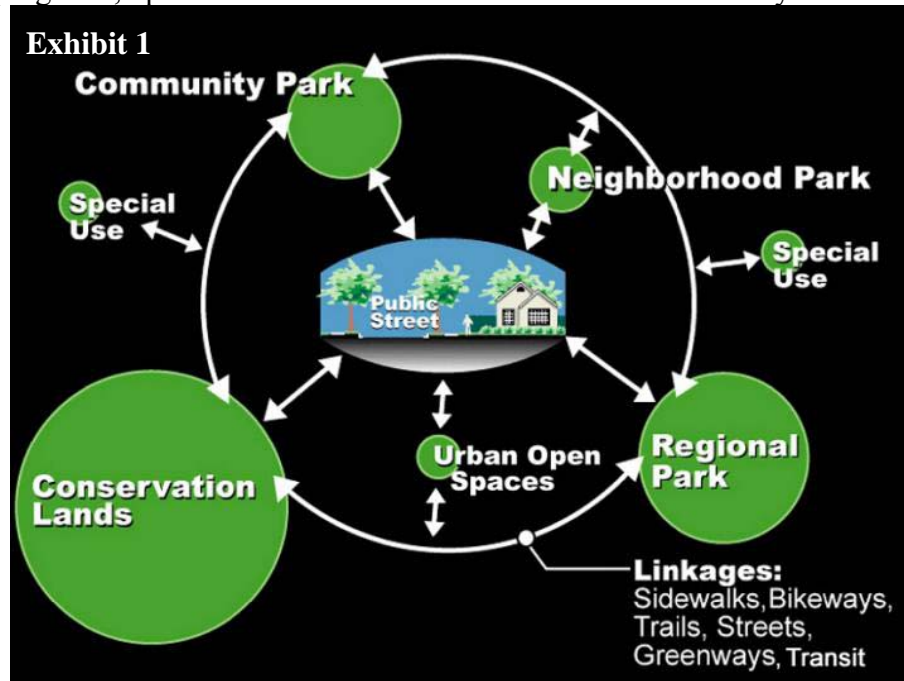 Exhibit 1
Community Park
Neighborhood Park
Special
Use
Special
Use
Public
Street
Urban Open
Spaces
Regional
Park
Conservation
Lands
Linkages:
Sidewalks, Bikeways,
Trails, Streets,
Greenways, Transit